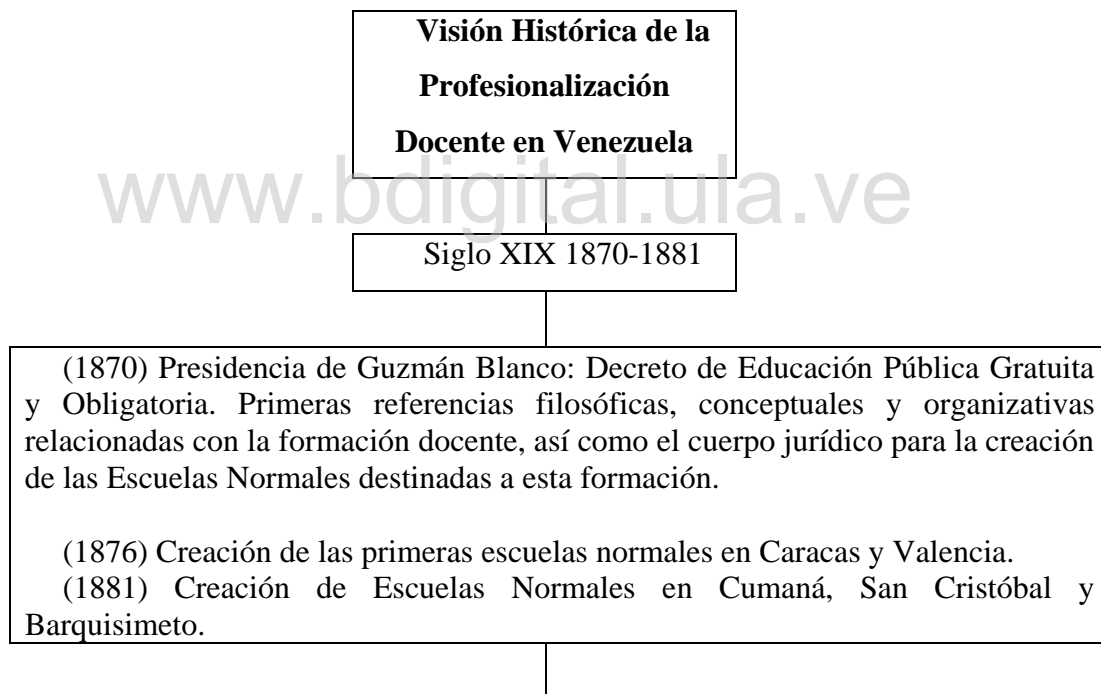 Visión Histórica de la
Profesionalización
Docente en Venezuela
www.bdigital.ula.ve
Siglo XIX 1870-1881
(1870) Presidencia de Guzmán Blanco: Decreto de Educación Pública Gratuita
y Obligatoria. Primeras referencias filosóficas, conceptuales y organizativas
relacionadas con la formación docente, así como el cuerpo jurídico para la creación
de las Escuelas Normales destinadas a esta formación.
(1876) Creación de las primeras escuelas normales en Caracas y Valencia.
(1881) Creación de Escuelas Normales en Cumaná, San Cristóbal y
Barquisimeto.